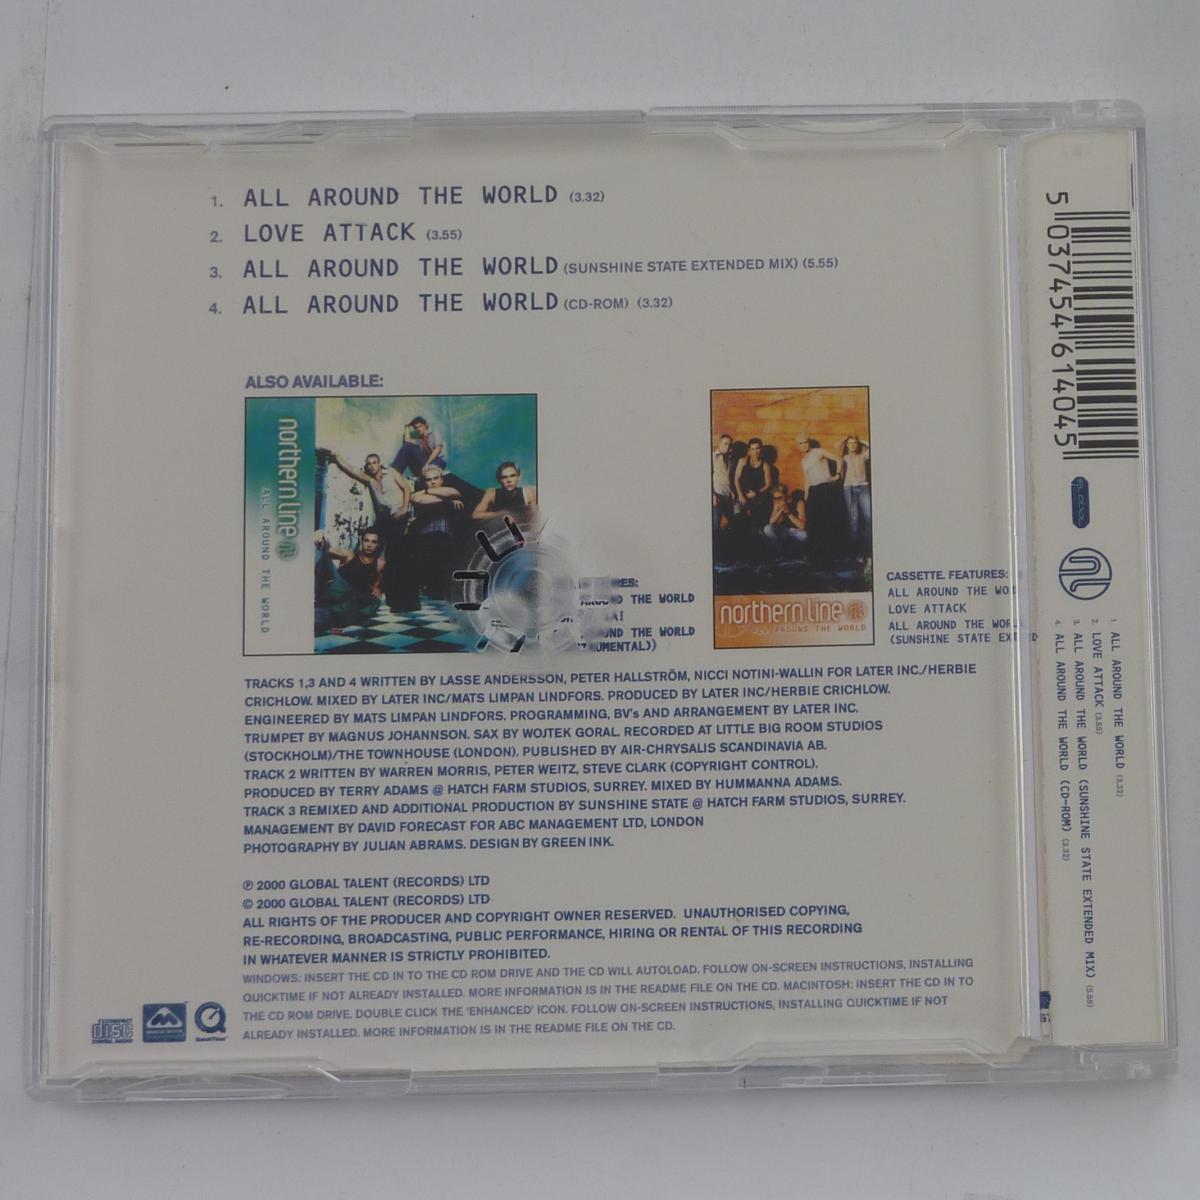 1. ALL AROUND THE WORLD (3.32)
2. LOVE ATTACK (3.55)
3. ALL AROUND THE WORLD (SUNSHINE STATE EXTENDED MIX) (5.55)
4. ALL AROUND THE WORLD (CD-ROM) (3.32)
ALSO AVAILABLE:
northern line
ALL AROUND THE WORLD
THE WORLD
THE WORLD
northern line
ALL AROUND THE WORLD
CASSETTE. FEATURES:
ALL AROUND THE
LOVE ATTACK
ALL AROUND THE
(SUNSHINE STATE
TRACKS 1,3 AND 4 WRITTEN BY LASSE ANDERSSON, PETER HALLSTRÖM, NICCI NOTINI-WALLIN FOR LATER INC./HERBIE
CRICHLOW. MIXED BY LATER INC/MATS LIMPAN LINDFORS. PRODUCED BY LATER INC/HERBIE CRICHLOW.
ENGINEERED BY MATS LIMPAN LINDFORS. PROGRAMMING, BV's AND ARRANGEMENT BY LATER INC.
TRUMPET BY MAGNUS JOHANNSON. SAX BY WOJTEK GORAL. RECORDED AT LITTLE BIG ROOM STUDIOS
(STOCKHOLM)/THE TOWNHOUSE (LONDON). PUBLISHED BY AIR-CHRYSALIS SCANDINAVIA AB.
TRACK 2 WRITTEN BY WARREN MORRIS, PETER WEITZ, STEVE CLARK (COPYRIGHT CONTROL).
PRODUCED BY TERRY ADAMS @ HATCH FARM STUDIOS, SURREY. MIXED BY HUMMANNA ADAMS.
TRACK 3 REMIXED AND ADDITIONAL PRODUCTION BY SUNSHINE STATE @ HATCH FARM STUDIOS, SURREY.
MANAGEMENT BY DAVID FORECAST FOR ABC MANAGEMENT LTD, LONDON
PHOTOGRAPHY BY JULIAN ABRAMS. DESIGN BY GREEN INK.
℗ 2000 GLOBAL TALENT (RECORDS) LTD
© 2000 GLOBAL TALENT (RECORDS) LTD
ALL RIGHTS OF THE PRODUCER AND COPYRIGHT OWNER RESERVED. UNAUTHORISED COPYING,
RE-RECORDING, BROADCASTING, PUBLIC PERFORMANCE, HIRING OR RENTAL OF THIS RECORDING
IN WHATEVER MANNER IS STRICTLY PROHIBITED.
WINDOWS: INSERT THE CD IN TO THE CD ROM DRIVE AND THE CD WILL AUTOLOAD. FOLLOW ON-SCREEN INSTRUCTIONS, INSTALLING
QUICKTIME IF NOT ALREADY INSTALLED. MORE INFORMATION IS IN THE README FILE ON THE CD. MACINTOSH: INSERT THE CD IN TO
THE CD ROM DRIVE. DOUBLE CLICK THE 'ENHANCED' ICON. FOLLOW ON-SCREEN INSTRUCTIONS, INSTALLING QUICKTIME IF NOT
ALREADY INSTALLED. MORE INFORMATION IS IN THE README FILE ON THE CD.
COMPACT
disc
DIGITAL AUDIO
QuickTime
5 037454 614045
global
1. ALL AROUND THE WORLD (3.32)
2. LOVE ATTACK (3.55)
3. ALL AROUND THE WORLD (SUNSHINE STATE EXTENDED MIX) (5.55)
4. ALL AROUND THE WORLD (CD-ROM) (3.32)